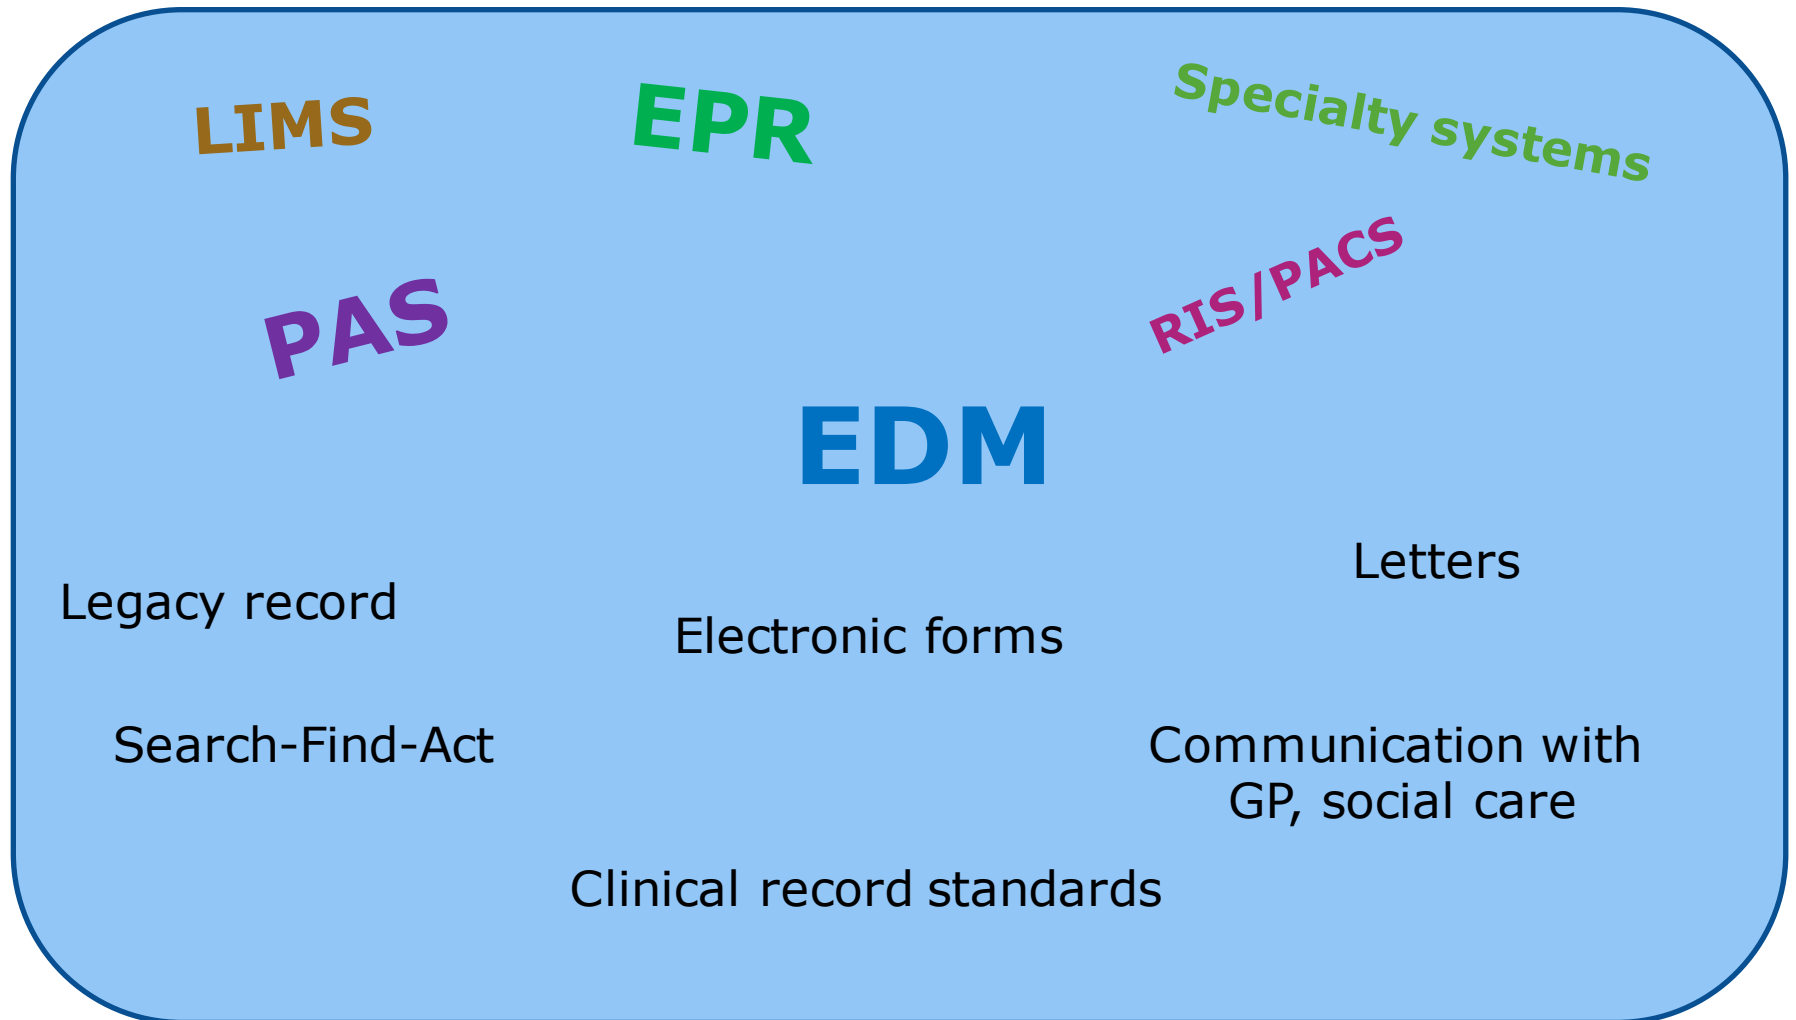 LIMS
EPR
Specialty systems
PAS
RIS/PACS
EDM
Letters
Legacy record
Electronic forms
Search-Find-Act
Communication with
GP, social care
Clinical record standards